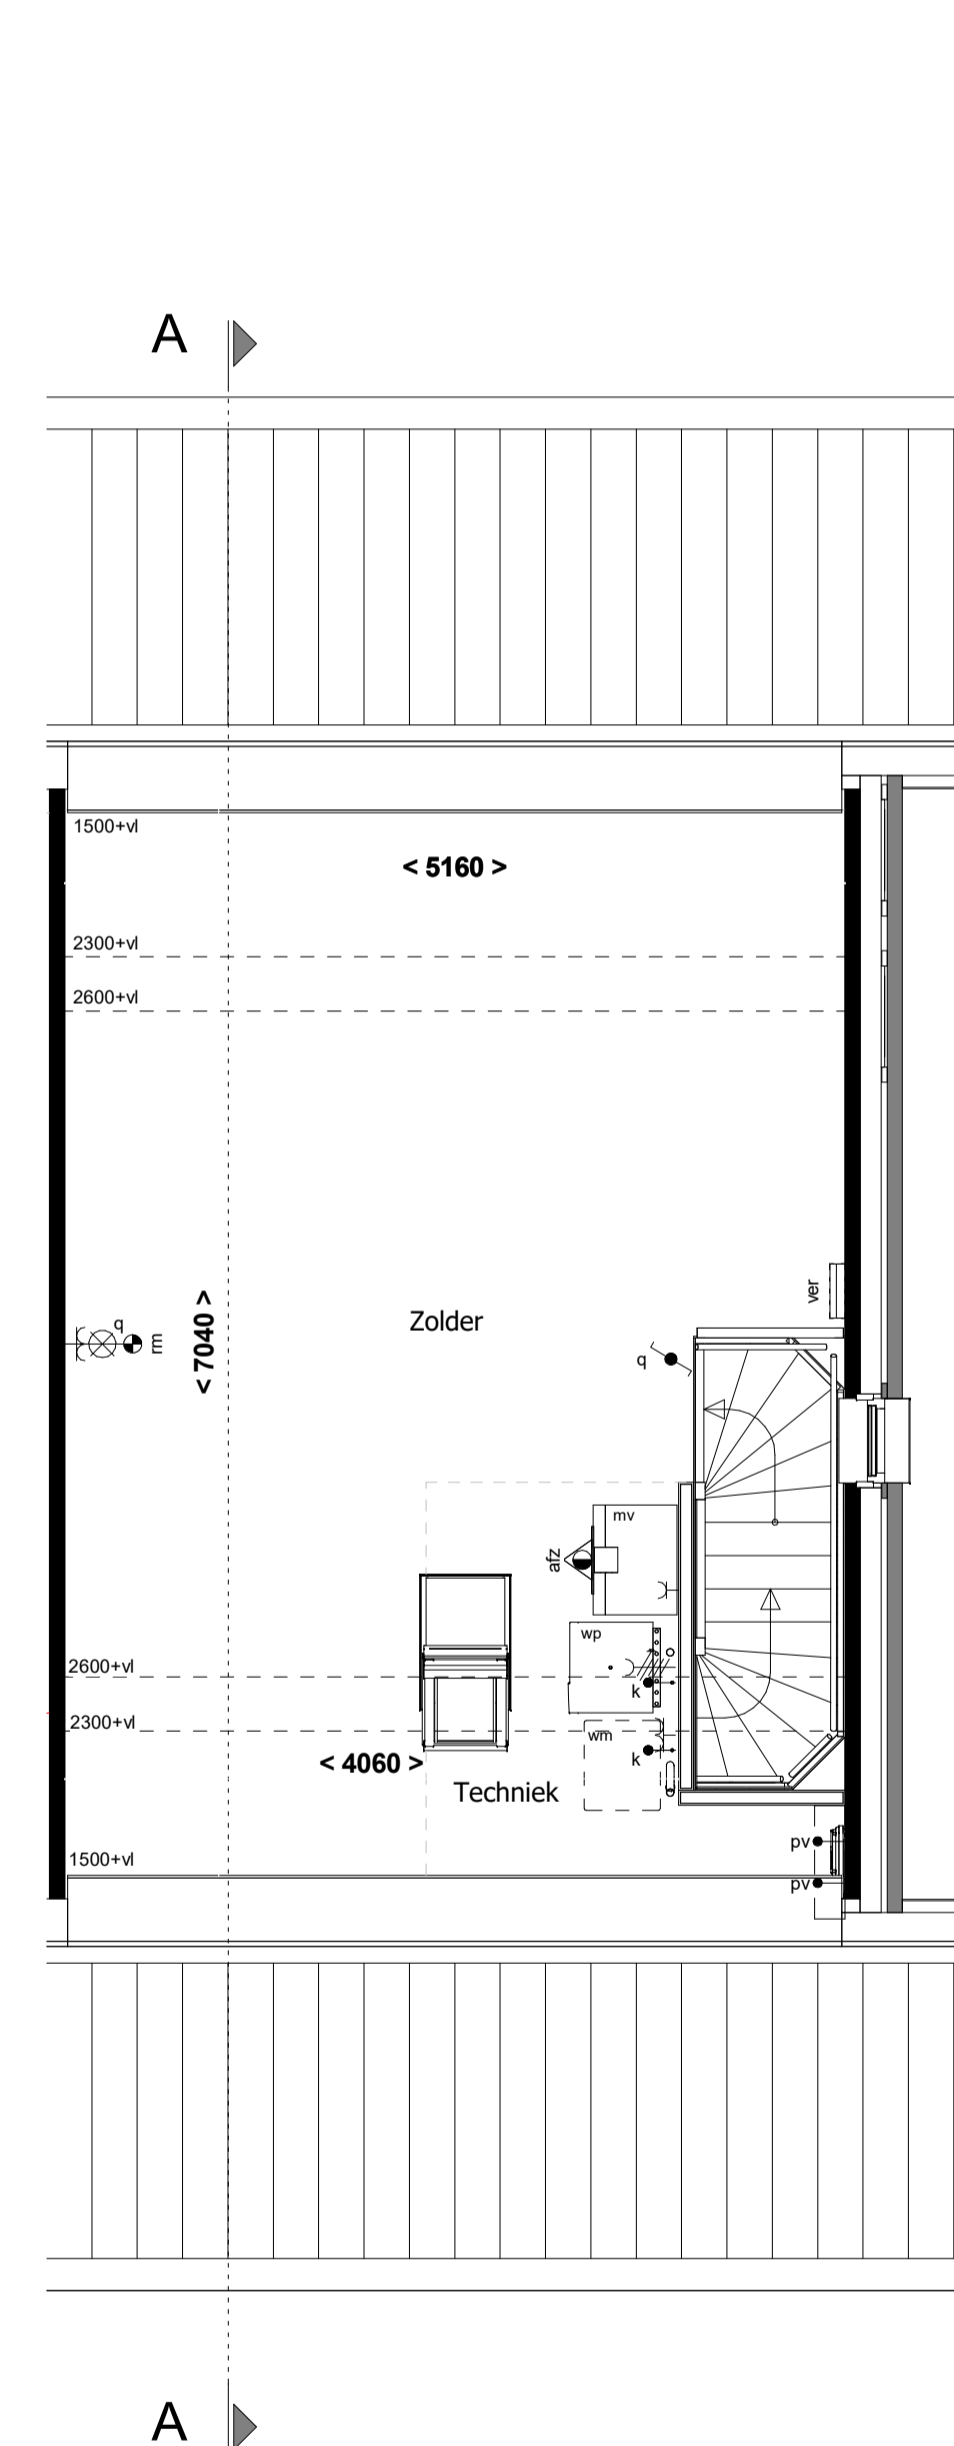 A
1500+vl
< 5160 >
2300+vl
2600+vl
ver
< 7040 >
Zolder
q
rm
q
mv
afz
wp
2600+vl
k
2300+vl
wm
k
< 4060 >
Techniek
pv
1500+vl
pv
A